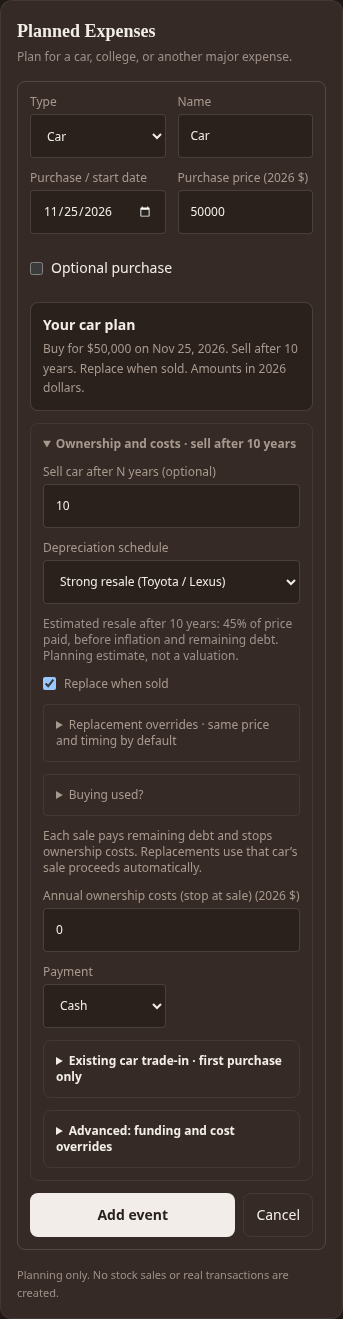 Planned Expenses
Plan for a car, college, or another major expense.
Type
Name
Car
Car
Purchase / start date
Purchase price (2026 $)
11/25/2026
50000
Optional purchase
Your car plan
Buy for $50,000 on Nov 25, 2026. Sell after 10
years. Replace when sold. Amounts in 2026
dollars.
Ownership and costs · sell after 10 years
Sell car after N years (optional)
10
Depreciation schedule
Strong resale (Toyota / Lexus)
Estimated resale after 10 years: 45% of price
paid, before inflation and remaining debt.
Planning estimate, not a valuation.
Replace when sold
Replacement overrides · same price
and timing by default
Buying used?
Each sale pays remaining debt and stops
ownership costs. Replacements use that car’s
sale proceeds automatically.
Annual ownership costs (stop at sale) (2026 $)
0
Payment
Cash
Existing car trade-in · first purchase
only
Advanced: funding and cost
overrides
Add event
Cancel
Planning only. No stock sales or real transactions are
created.